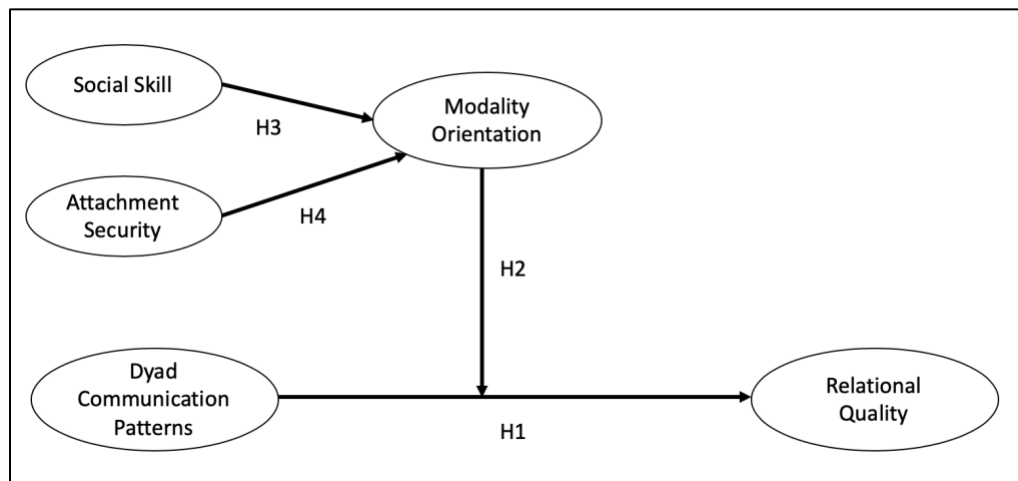 Social Skill
H3
Modality
Orientation
Attachment
Security
H4
H2
Dyad
Communication
Patterns
H1
Relational
Quality